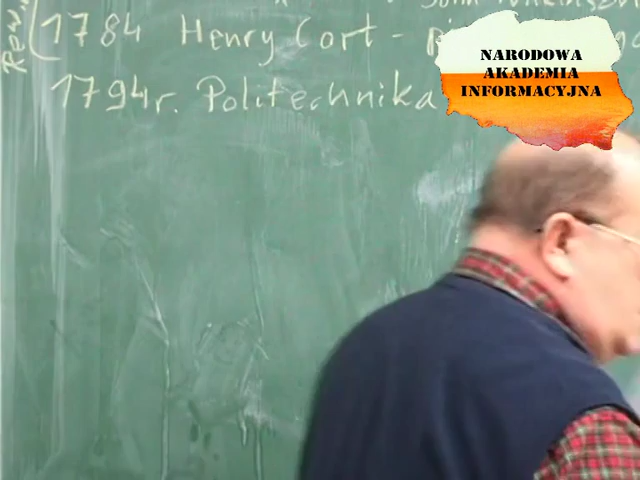 1784 Henry Cort -
1794r. Politechnika
NARODOWA
AKADEMIA
INFORMACYJNA